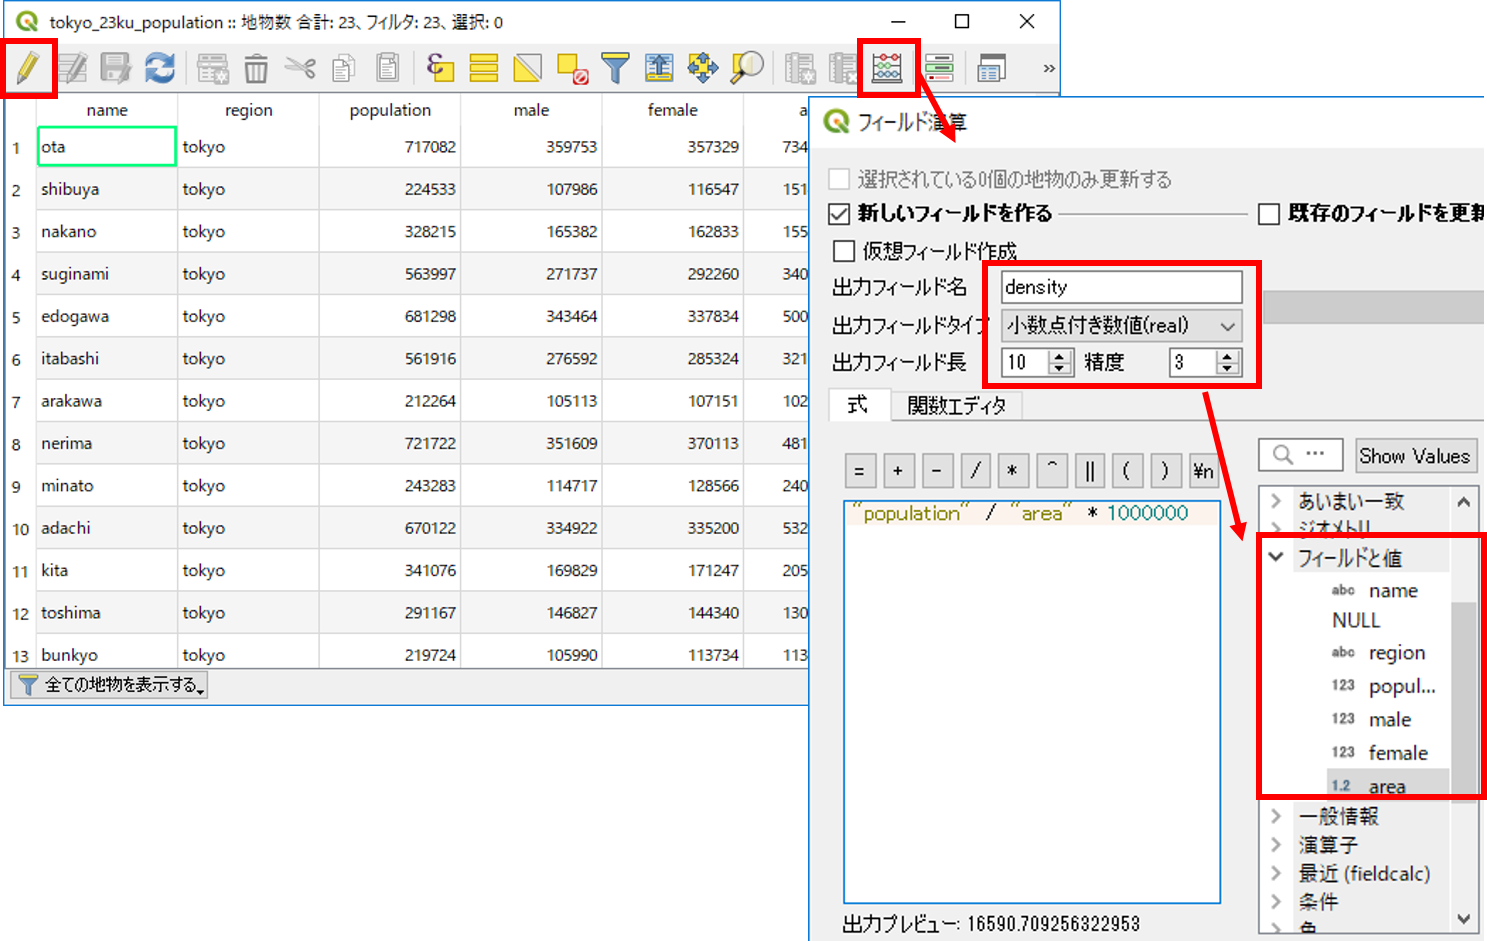 tokyo_23ku_population :: 地物数 合計: 23、フィルタ: 23、選択: 0
name region population male female a
1 ota tokyo 717082 359753 357329 734
2 shibuya tokyo 224533 107986 116547 151
3 nakano tokyo 328215 165382 162833 155
4 suginami tokyo 563997 271737 292260 340
5 edogawa tokyo 681298 343464 337834 500
6 itabashi tokyo 561916 276592 285324 321
7 arakawa tokyo 212264 105113 107151 102
8 nerima tokyo 721722 351609 370113 481
9 minato tokyo 243283 114717 128566 240
10 adachi tokyo 670122 334922 335200 532
11 kita tokyo 341076 169829 171247 205
12 toshima tokyo 291167 146827 144340 130
13 bunkyo tokyo 219724 105990 113734 113
全ての地物を表示する
フィールド演算
選択されている0個の地物のみ更新する
新しいフィールドを作る 既存のフィールドを更新
仮想フィールド作成
出力フィールド名 density
出力フィールドタイプ 小数点付き数値(real)
出力フィールド長 10 精度 3
式 関数エディタ
= + - / * ^ || ( ) ¥n
"population" / "area" * 1000000
出力プレビュー: 16590.709256322953
... Show Values
あいまい一致
ジオメトリ
フィールドと値
abc name
NULL
abc region
123 popul...
123 male
123 female
1.2 area
一般情報
演算子
最近 (fieldcalc)
条件
色